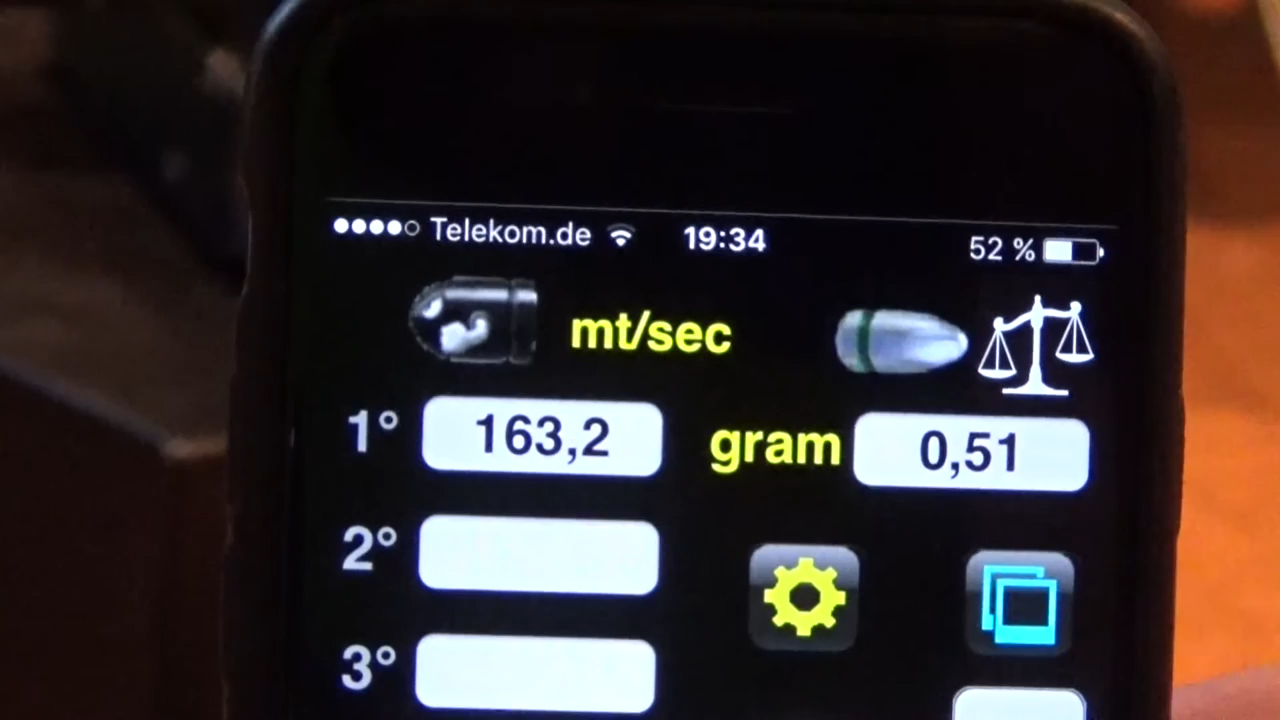 Telekom.de 19:34 52 %
mt/sec
1° 163,2 gram 0,51
2°
3°